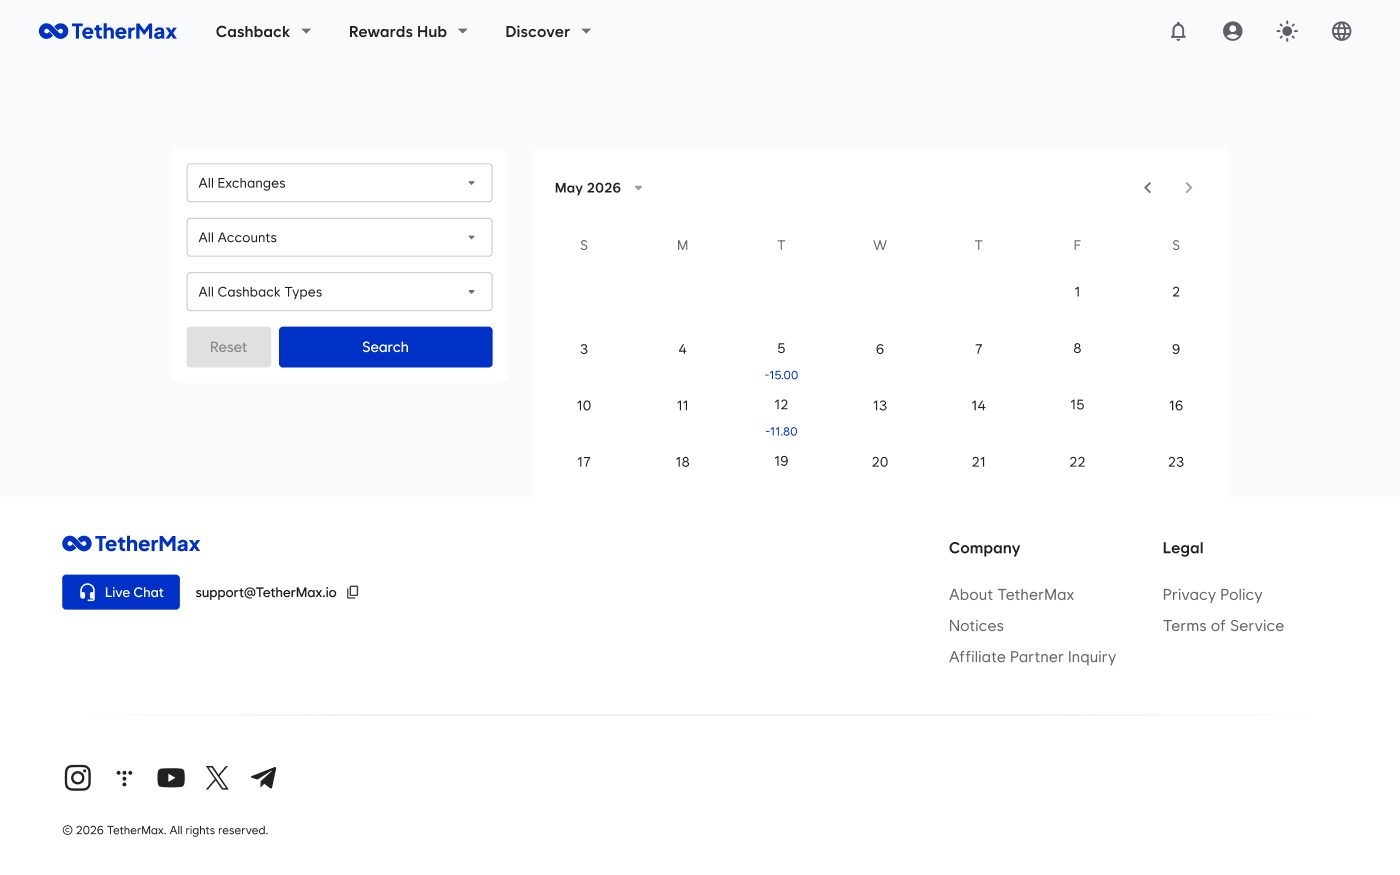 TetherMax Cashback Rewards Hub Discover
All Exchanges
All Accounts
All Cashback Types
Reset Search
May 2026
S M T W T F S
1 2
3 4 5 6 7 8 9
-15.00
10 11 12 13 14 15 16
-11.80
17 18 19 20 21 22 23
TetherMax
Live Chat support@TetherMax.io
Company
About TetherMax
Notices
Affiliate Partner Inquiry
Legal
Privacy Policy
Terms of Service
© 2026 TetherMax. All rights reserved.